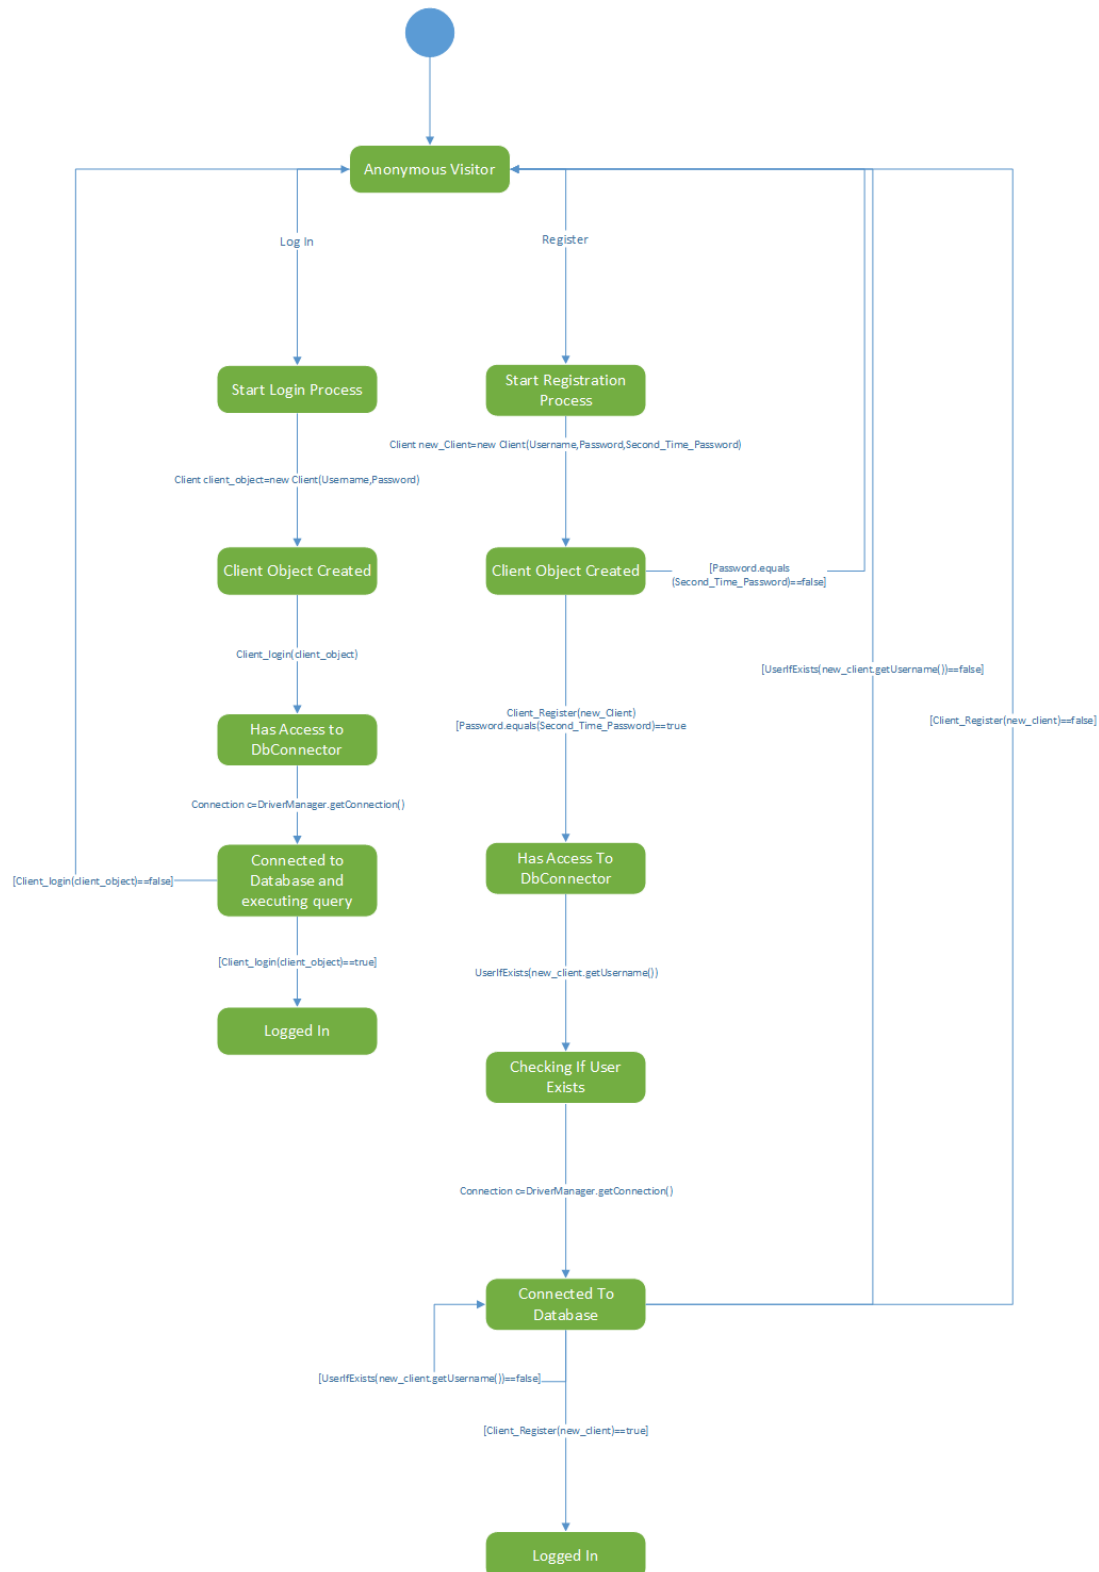 Anonymous Visitor
Log In
Register
Start Login Process
Start Registration
Process
Client new_Client=new Client(Username,Password,Second_Time_Password)
Client client_object=new Client(Username,Password)
Client Object Created
Client Object Created
[Password.equals
(Second_Time_Password)==false]
Client_login(client_object)
[UserIfExists(new_client.getUsername())==false]
Client_Register(new_Client)
[Password.equals(Second_Time_Password)==true
[Client_Register(new_client)==false]
Has Access to
DbConnector
Connection c=DriverManager.getConnection()
Connected to
Database and
executing query
Has Access To
DbConnector
[Client_login(client_object)==false]
[Client_login(client_object)==true]
UserIfExists(new_client.getUsername())
Logged In
Checking If User
Exists
Connection c=DriverManager.getConnection()
Connected To
Database
[UserIfExists(new_client.getUsername())==false]
[Client_Register(new_client)==true]
Logged In